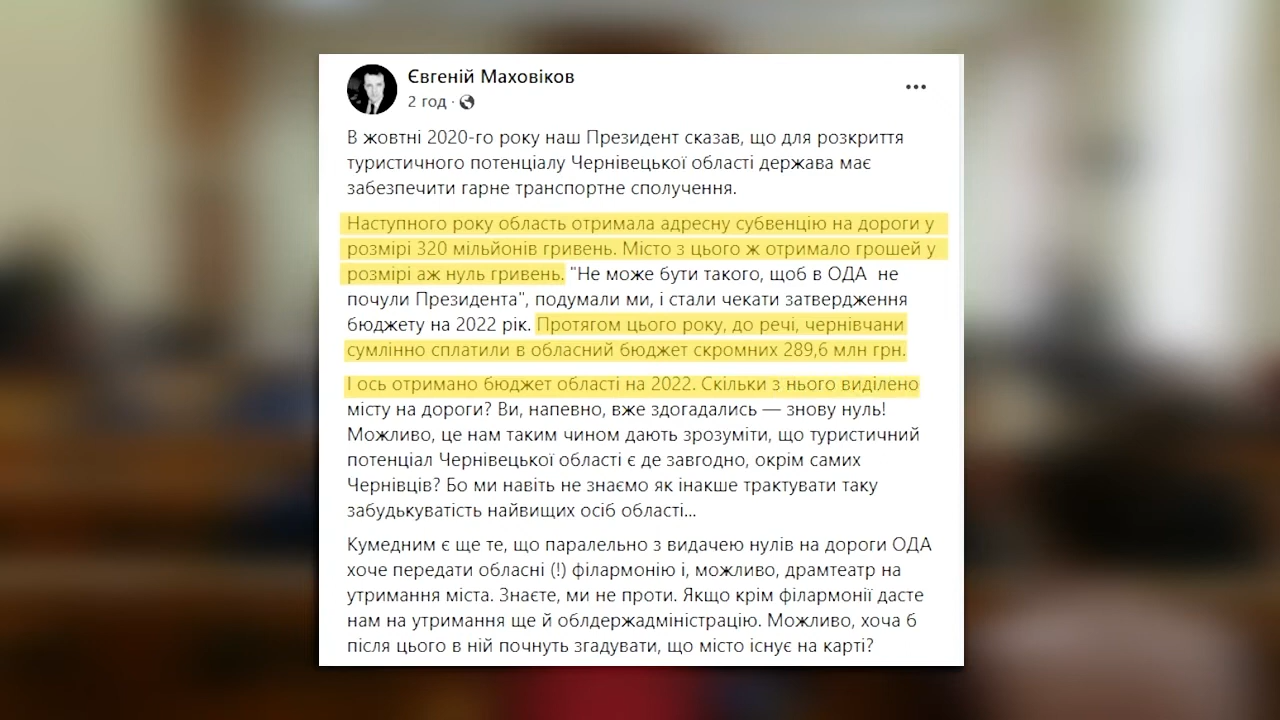 Євгеній Маховіков
2 год ·
В жовтні 2020-го року наш Президент сказав, що для розкриття
туристичного потенціалу Чернівецької області держава має
забезпечити гарне транспортне сполучення.
Наступного року область отримала адресну субвенцію на дороги у
розмірі 320 мільйонів гривень. Місто з цього ж отримало грошей у
розмірі аж нуль гривень. "Не може бути такого, щоб в ОДА не
почули Президента", подумали ми, і стали чекати затвердження
бюджету на 2022 рік. Протягом цього року, до речі, чернівчани
сумлінно сплатили в обласний бюджет скромних 289,6 млн грн.
І ось отримано бюджет області на 2022. Скільки з нього виділено
місту на дороги? Ви, напевно, вже здогадались — знову нуль!
Можливо, це нам таким чином дають зрозуміти, що туристичний
потенціал Чернівецької області є де завгодно, окрім самих
Чернівців? Бо ми навіть не знаємо як інакше трактувати таку
забудькуватість найвищих осіб області...
Кумедним є ще те, що паралельно з видачею нулів на дороги ОДА
хоче передати обласні (!) філармонію і, можливо, драмтеатр на
утримання міста. Знаєте, ми не проти. Якщо крім філармонії дасте
нам на утримання ще й облдержадміністрацію. Можливо, хоча б
після цього в ній почнуть згадувати, що місто існує на карті?